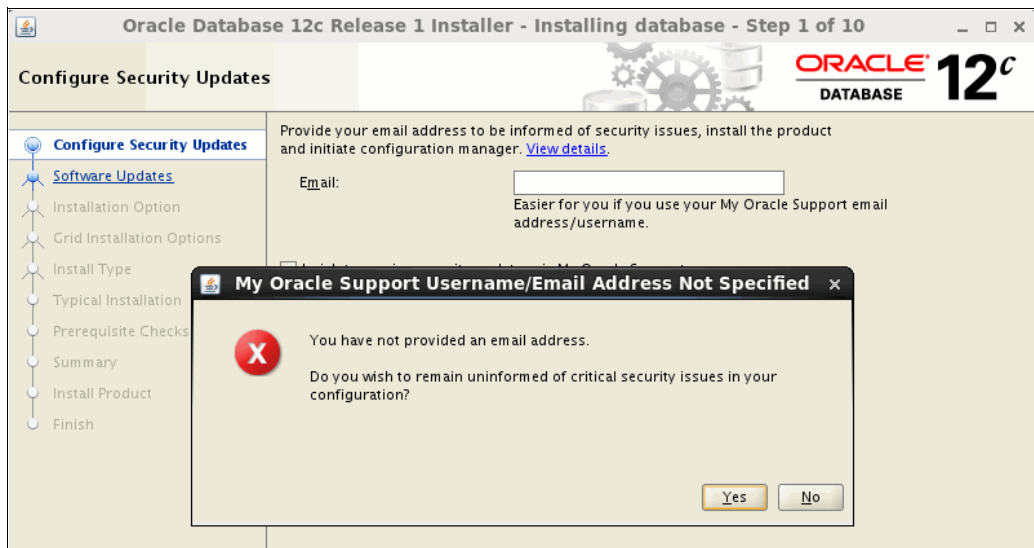 Oracle Database 12c Release 1 Installer - Installing database - Step 1 of 10
Configure Security Updates
ORACLE
DATABASE
12c
Configure Security Updates
Software Updates
Installation Option
Grid Installation Options
Install Type
Typical Installation
Prerequisite Checks
Summary
Install Product
Finish
Provide your email address to be informed of security issues, install the product
and initiate configuration manager. View details.
Email:
Easier for you if you use your My Oracle Support email
address/username.
My Oracle Support Username/Email Address Not Specified
You have not provided an email address.
Do you wish to remain uninformed of critical security issues in your
configuration?
Yes
No